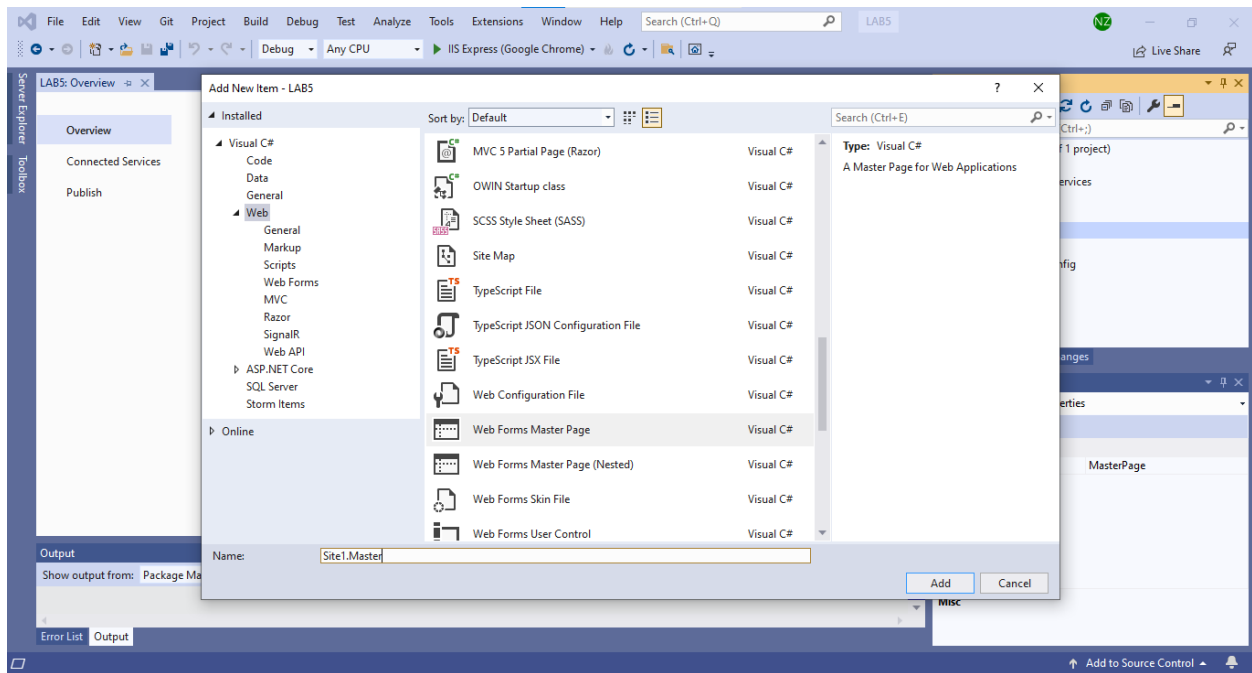 File Edit View Git Project Build Debug Test Analyze Tools Extensions Window Help Search (Ctrl+Q) LAB5 NZ
Debug Any CPU IIS Express (Google Chrome) Live Share
Server Explorer
Toolbox
LAB5: Overview
Overview
Connected Services
Publish
Add New Item - LAB5 ?
Installed
Visual C#
Code
Data
General
Web
General
Markup
Scripts
Web Forms
MVC
Razor
SignalR
Web API
ASP.NET Core
SQL Server
Storm Items
Online
Sort by: Default
MVC 5 Partial Page (Razor) Visual C#
OWIN Startup class Visual C#
SCSS Style Sheet (SASS) Visual C#
Site Map Visual C#
TypeScript File Visual C#
TypeScript JSON Configuration File Visual C#
TypeScript JSX File Visual C#
Web Configuration File Visual C#
Web Forms Master Page Visual C#
Web Forms Master Page (Nested) Visual C#
Web Forms Skin File Visual C#
Web Forms User Control Visual C#
Search (Ctrl+E)
Type: Visual C#
A Master Page for Web Applications
Name: Site1.Master
Add Cancel
Ctrl+;)
f 1 project)
ervices
nfig
anges
erties
MasterPage
Misc
Output
Show output from: Package Ma
Error List Output
Add to Source Control